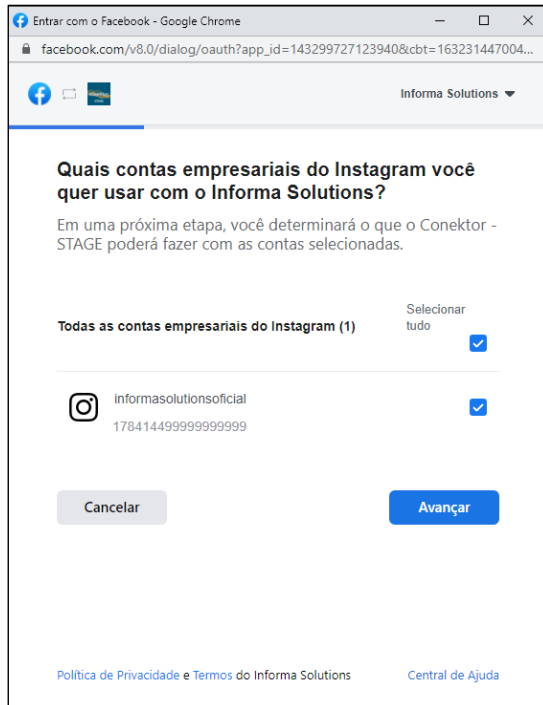 Entrar com o Facebook - Google Chrome
facebook.com/v8.0/dialog/oauth?app_id=143299727123940&cbt=163231447004...
Informa Solutions
Quais contas empresariais do Instagram você
quer usar com o Informa Solutions?
Em uma próxima etapa, você determinará o que o Conektor -
STAGE poderá fazer com as contas selecionadas.
Todas as contas empresariais do Instagram (1)
Selecionar
tudo
informasolutionsoficial
178414499999999999
Cancelar
Avançar
Política de Privacidade e Termos do Informa Solutions
Central de Ajuda